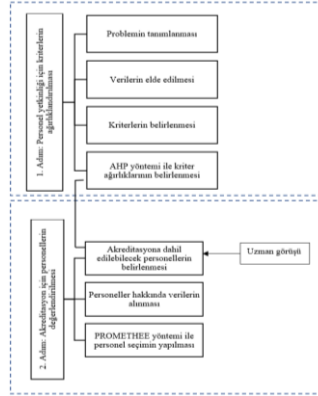 1. Adım: Personel yetkinliği için kriterlerin
ağırlıklandırılması
Problemin tanımlanması
Verilerin elde edilmesi
Kriterlerin belirlenmesi
AHP yöntemi ile kriter
ağırlıklarının belirlenmesi
2. Adım: Akreditasyon için personellerin
değerlendirilmesi
Akreditasyona dahil
edilebilecek personellerin
belirlenmesi
Uzman görüşü
Personeller hakkında verilerin
alınması
PROMETHEE yöntemi ile
personel seçimin yapılması